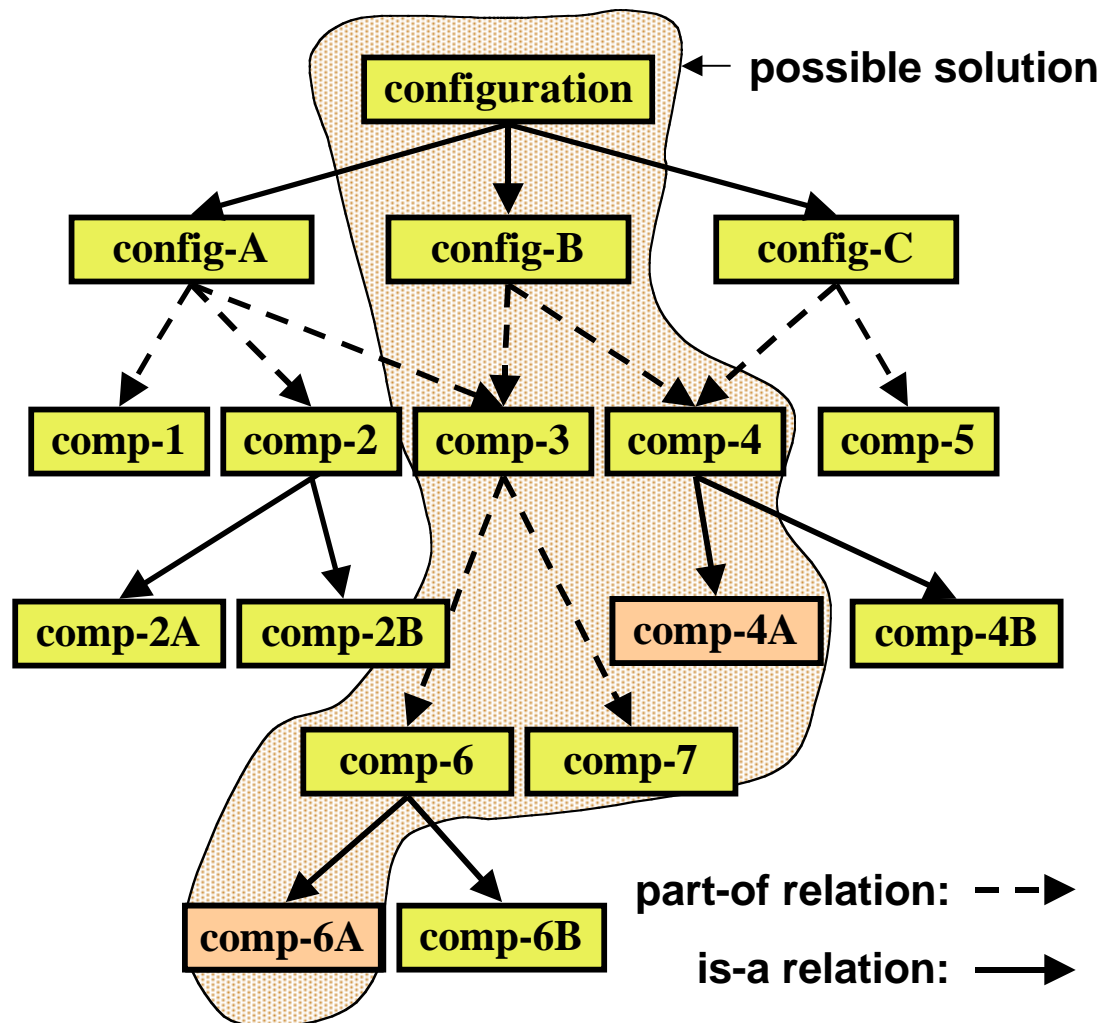 possible solution
configuration
config-A config-B config-C
comp-1 comp-2 comp-3 comp-4 comp-5
comp-2A comp-2B comp-4A comp-4B
comp-6 comp-7
part-of relation:
comp-6A comp-6B
is-a relation: